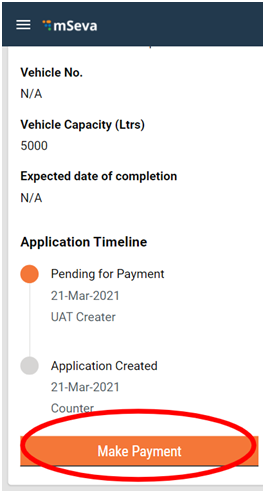 mSeva
Vehicle No.
N/A
Vehicle Capacity (Ltrs)
5000
Expected date of completion
N/A
Application Timeline
Pending for Payment
21-Mar-2021
UAT Creater
Application Created
21-Mar-2021
Counter
Make Payment